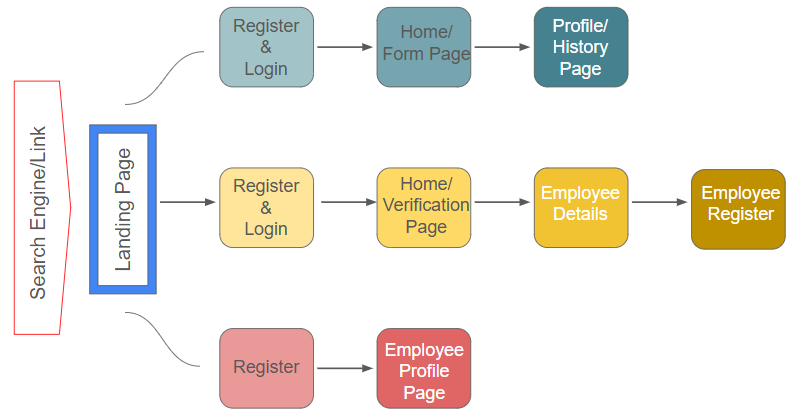 Search Engine/Link
Landing Page
Register
&
Login
Home/
Form Page
Profile/
History
Page
Register
&
Login
Home/
Verification
Page
Employee
Details
Employee
Register
Register
Employee
Profile
Page